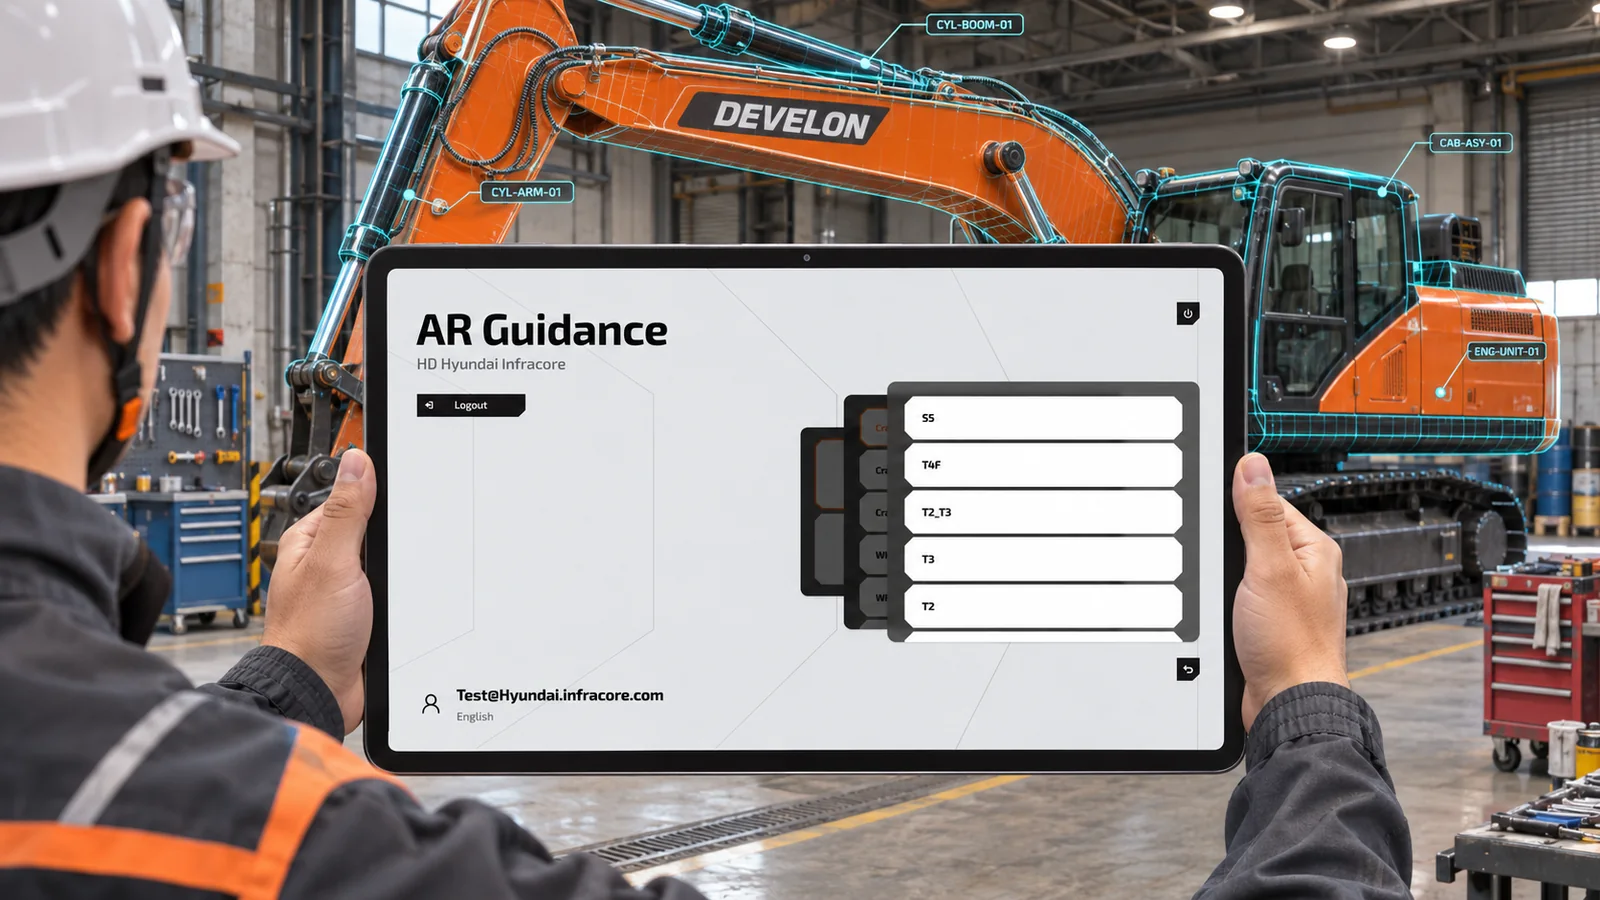 CYL-BOOM-01
DEVELON
CAB-ASY-01
CYL-ARM-01
ENG-UNIT-01
AR Guidance
HD Hyundai Infracore
Logout
S5
T4F
T2_T3
T3
T2
Test@Hyundai.infracore.com
English